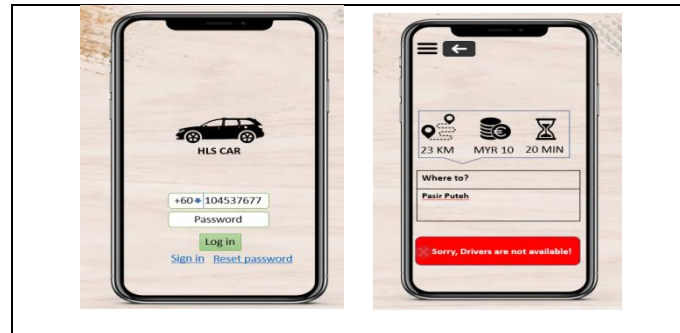 HLS CAR
+60 104537677
Password
Log in
Sign in Reset password
23 KM MYR 10 20 MIN
Where to?
Pasir Puteh
Sorry, Drivers are not available!